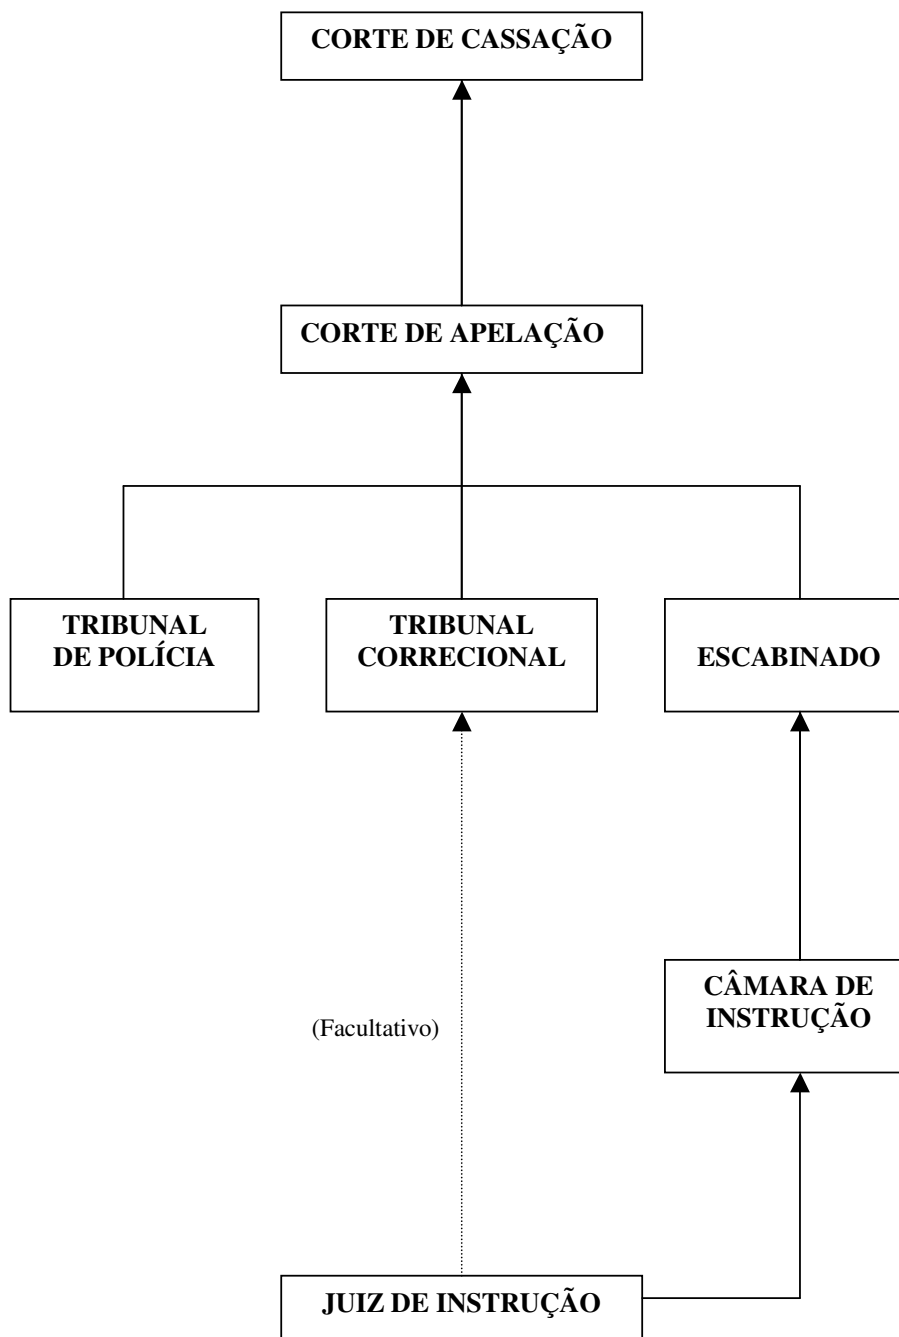 CORTE DE CASSAÇÃO
CORTE DE APELAÇÃO
TRIBUNAL
DE POLÍCIA
TRIBUNAL
CORRECIONAL
ESCABINADO
CÂMARA DE
INSTRUÇÃO
(Facultativo)
JUIZ DE INSTRUÇÃO